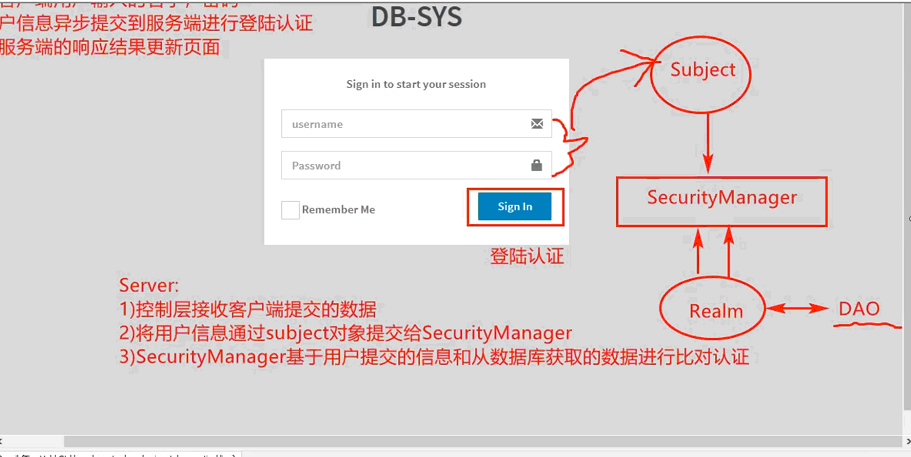 户信息异步提交到服务端进行登陆认证
服务端的响应结果更新页面
DB-SYS
Sign in to start your session
username
Password
Remember Me
Sign In
登陆认证
Subject
SecurityManager
Realm
DAO
Server:
1)控制层接收客户端提交的数据
2)将用户信息通过subject对象提交给SecurityManager
3)SecurityManager基于用户提交的信息和从数据库获取的数据进行比对认证